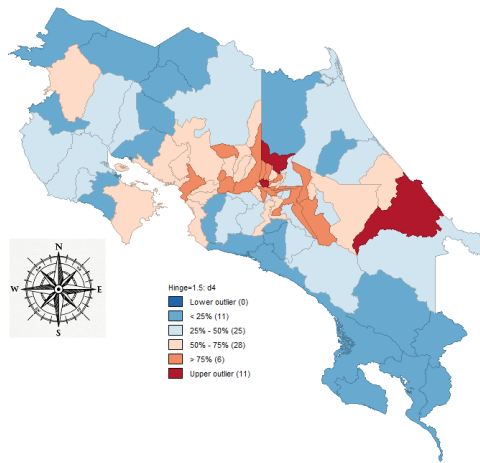 N
W E
S
Hinge=1.5: d4
Lower outlier (0)
< 25% (11)
25% - 50% (25)
50% - 75% (28)
> 75% (6)
Upper outlier (11)